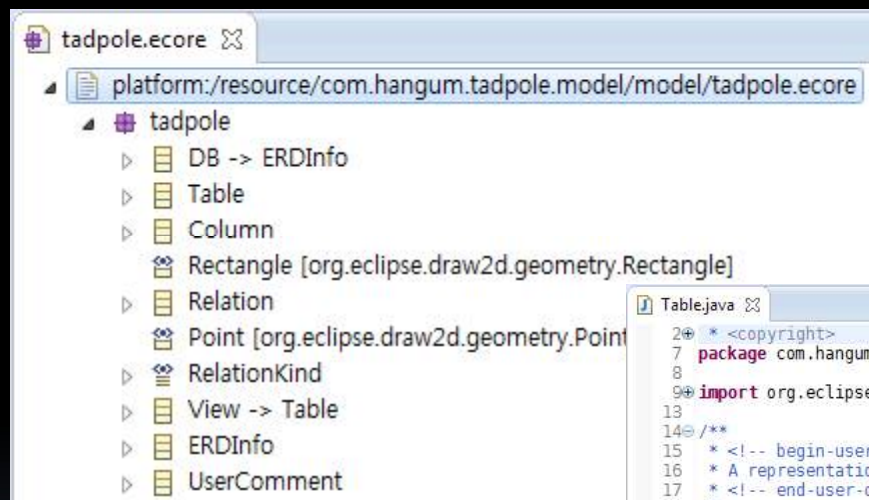 tadpole.ecore
platform:/resource/com.hangum.tadpole.model/model/tadpole.ecore
tadpole
DB -> ERDInfo
Table
Column
Rectangle [org.eclipse.draw2d.geometry.Rectangle]
Relation
Point [org.eclipse.draw2d.geometry.Point
RelationKind
View -> Table
ERDInfo
UserComment
Table.java
2 * <copyright>
7 package com.hangum
8
9 import org.eclipse
13
14 /**
15 * <!-- begin-user
16 * A representatio
17 * <!-- end-user-d